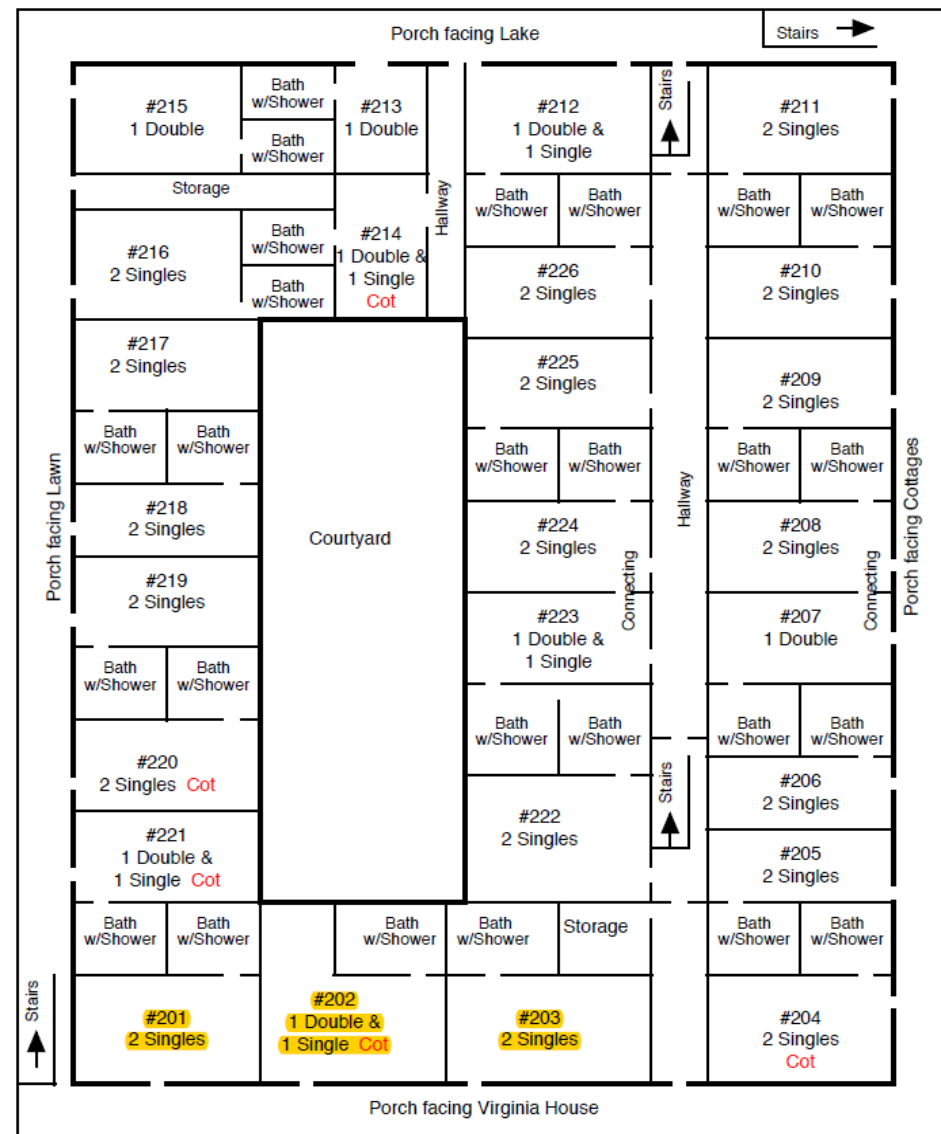 Porch facing Lake
Stairs
#215
1 Double
Bath
w/Shower
Bath
w/Shower
#213
1 Double
#212
1 Double &
1 Single
Stairs
#211
2 Singles
Storage
Hallway
#216
2 Singles
Bath
w/Shower
Bath
w/Shower
#214
1 Double &
1 Single
Cot
Bath
w/Shower
Bath
w/Shower
Bath
w/Shower
Bath
w/Shower
#226
2 Singles
#210
2 Singles
#217
2 Singles
#225
2 Singles
#209
2 Singles
Bath
w/Shower
Bath
w/Shower
Bath
w/Shower
Bath
w/Shower
Bath
w/Shower
Bath
w/Shower
Porch facing Lawn
#218
2 Singles
Courtyard
#224
2 Singles
Hallway
#208
2 Singles
Porch facing Cottages
#219
2 Singles
#223
1 Double &
1 Single
Connecting
#207
1 Double
Connecting
Bath
w/Shower
Bath
w/Shower
Bath
w/Shower
Bath
w/Shower
Bath
w/Shower
Bath
w/Shower
#220
2 Singles Cot
Stairs
#206
2 Singles
#221
1 Double &
1 Single Cot
#222
2 Singles
#205
2 Singles
Bath
w/Shower
Bath
w/Shower
Bath
w/Shower
Bath
w/Shower
Storage
Bath
w/Shower
Bath
w/Shower
Stairs
#201
2 Singles
#202
1 Double &
1 Single Cot
#203
2 Singles
#204
2 Singles
Cot
Porch facing Virginia House